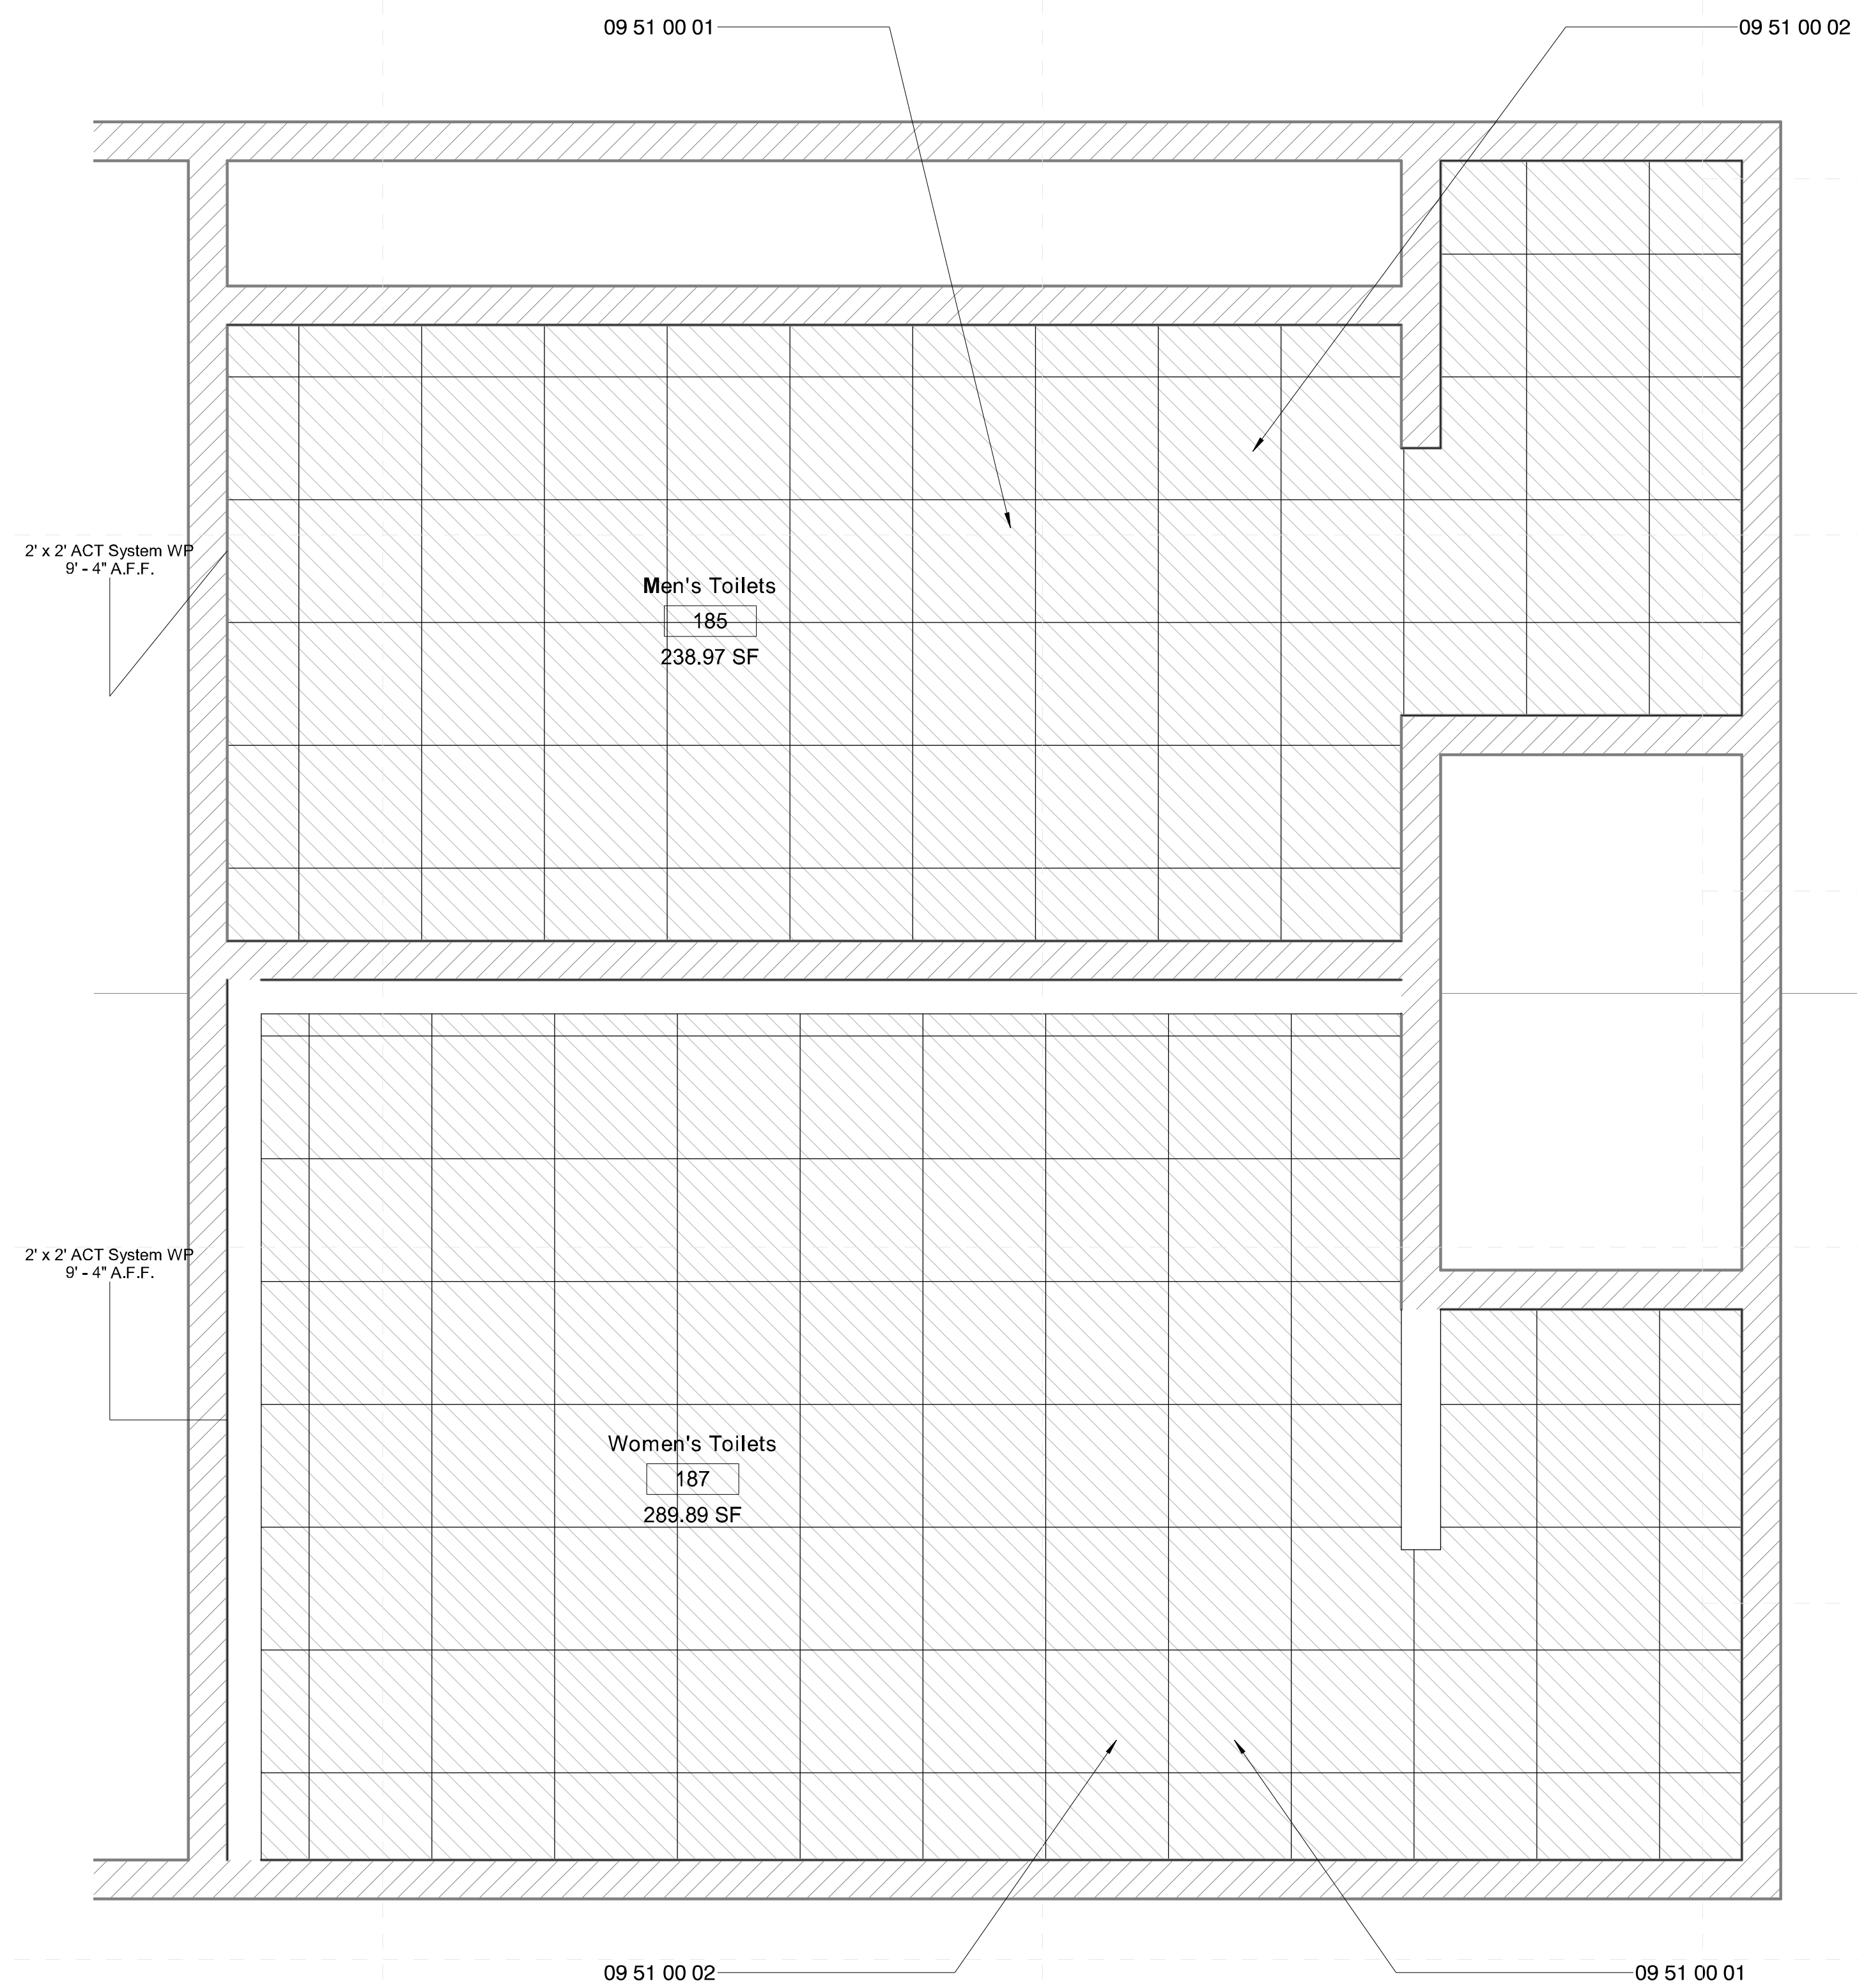 09 51 00 01
09 51 00 02
2' x 2' ACT System WP
9' - 4" A.F.F.
Men's Toilets
185
238.97 SF
2' x 2' ACT System WP
9' - 4" A.F.F.
Women's Toilets
187
289.89 SF
09 51 00 02
09 51 00 01